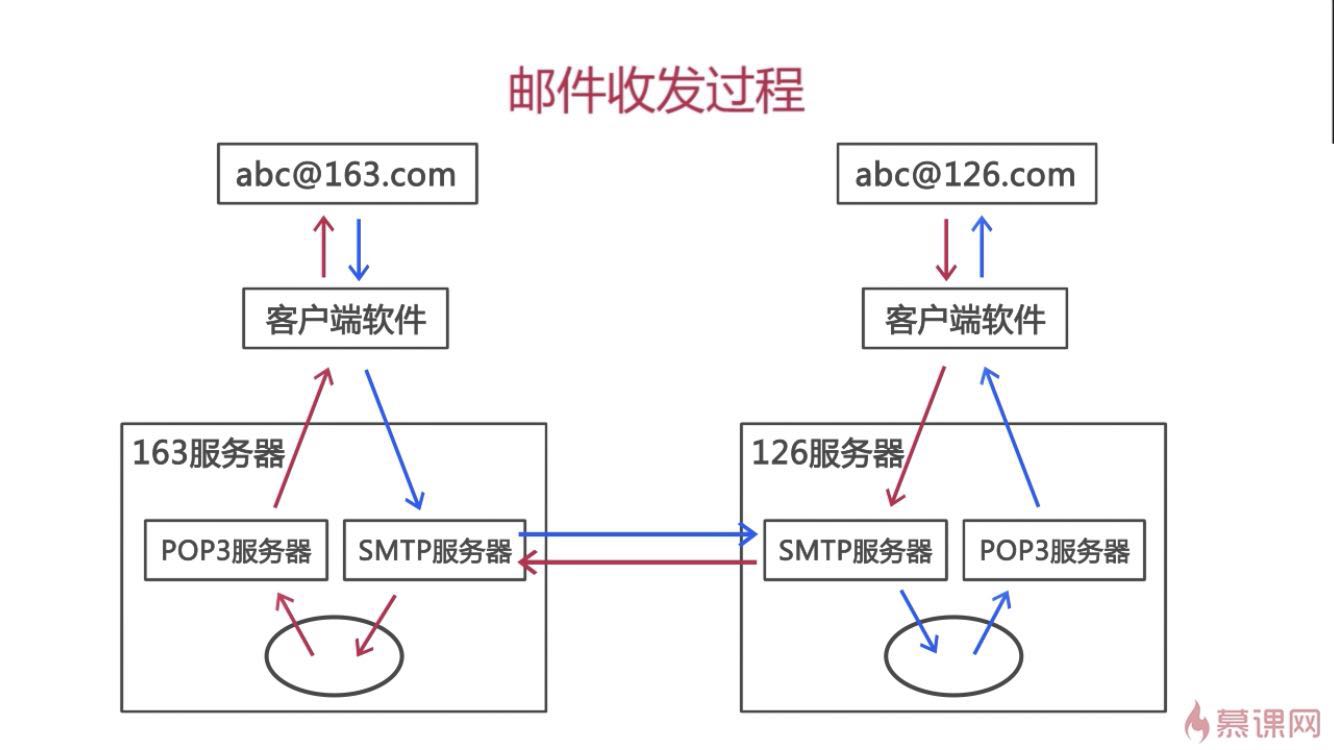 邮件收发过程
abc@163.com
abc@126.com
客户端软件
客户端软件
163服务器
126服务器
POP3服务器
SMTP服务器
SMTP服务器
POP3服务器
慕课网